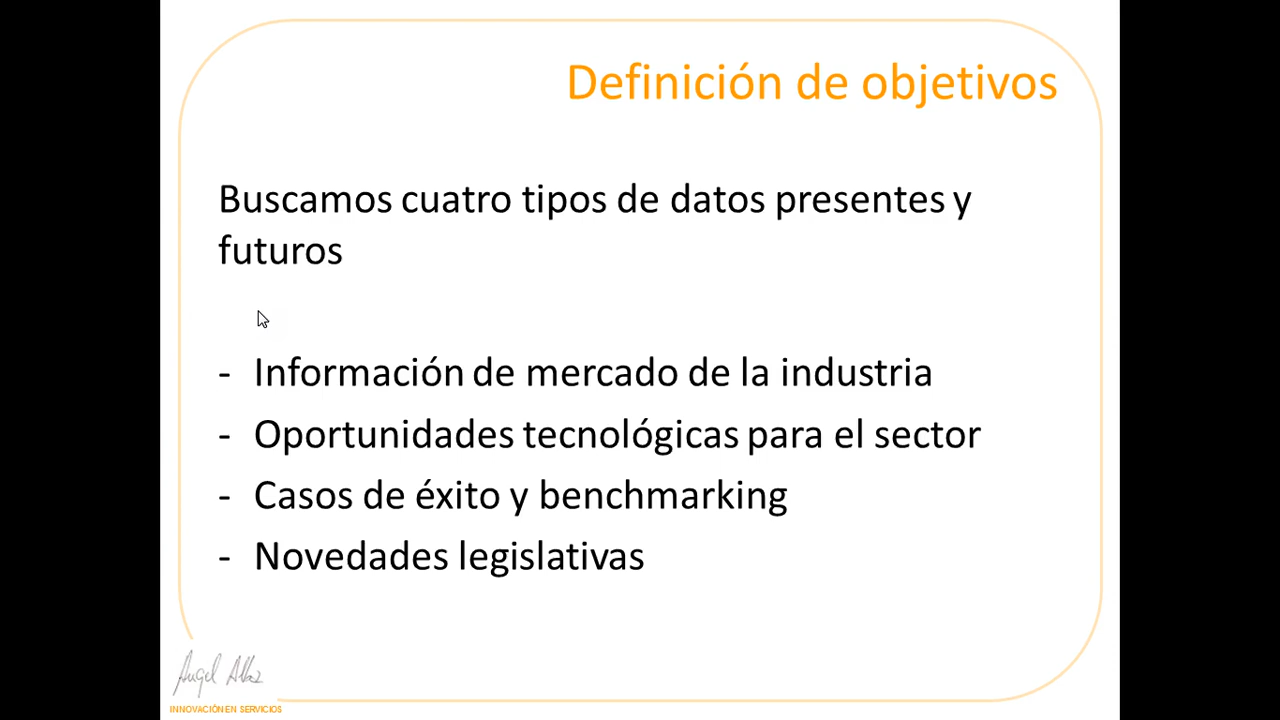 Definición de objetivos
Buscamos cuatro tipos de datos presentes y
futuros
- Información de mercado de la industria
- Oportunidades tecnológicas para el sector
- Casos de éxito y benchmarking
- Novedades legislativas
INNOVACIÓN EN SERVICIOS